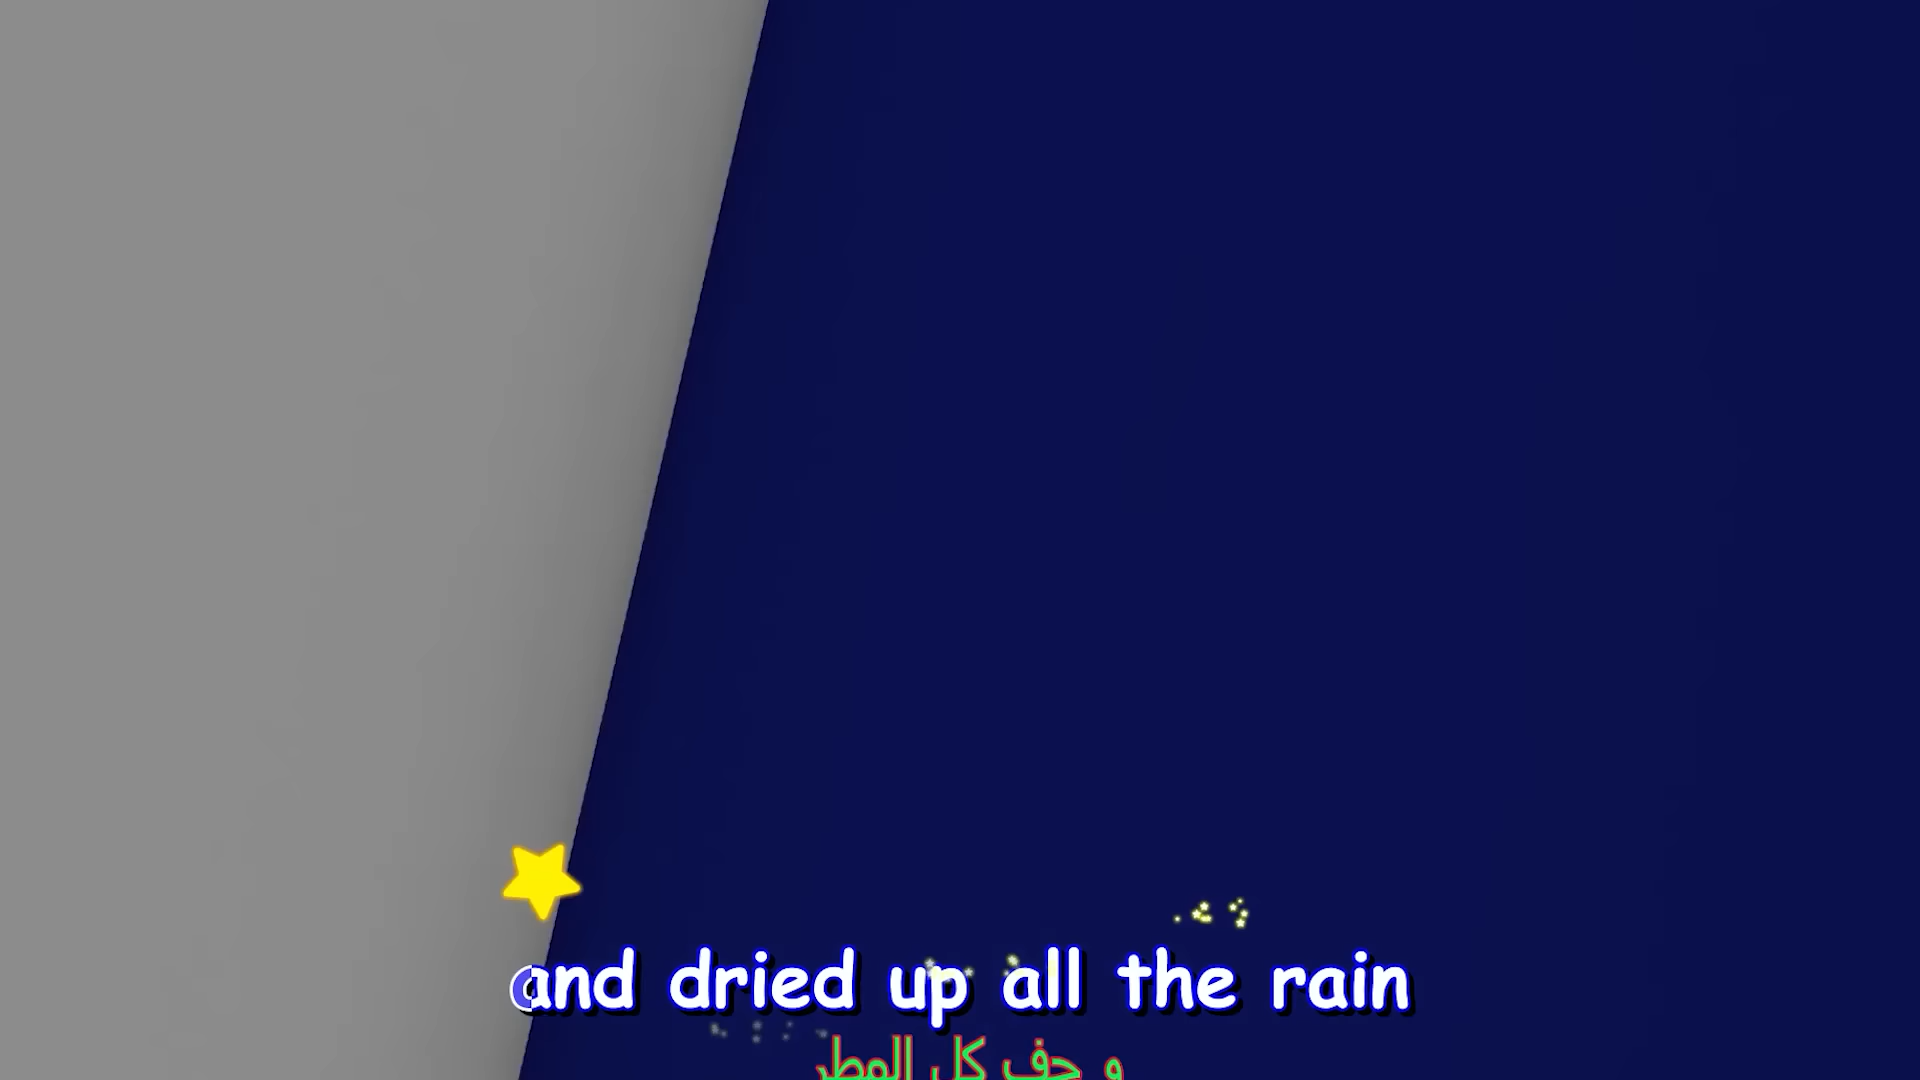 and dried up all the rain
و جف كل المطر